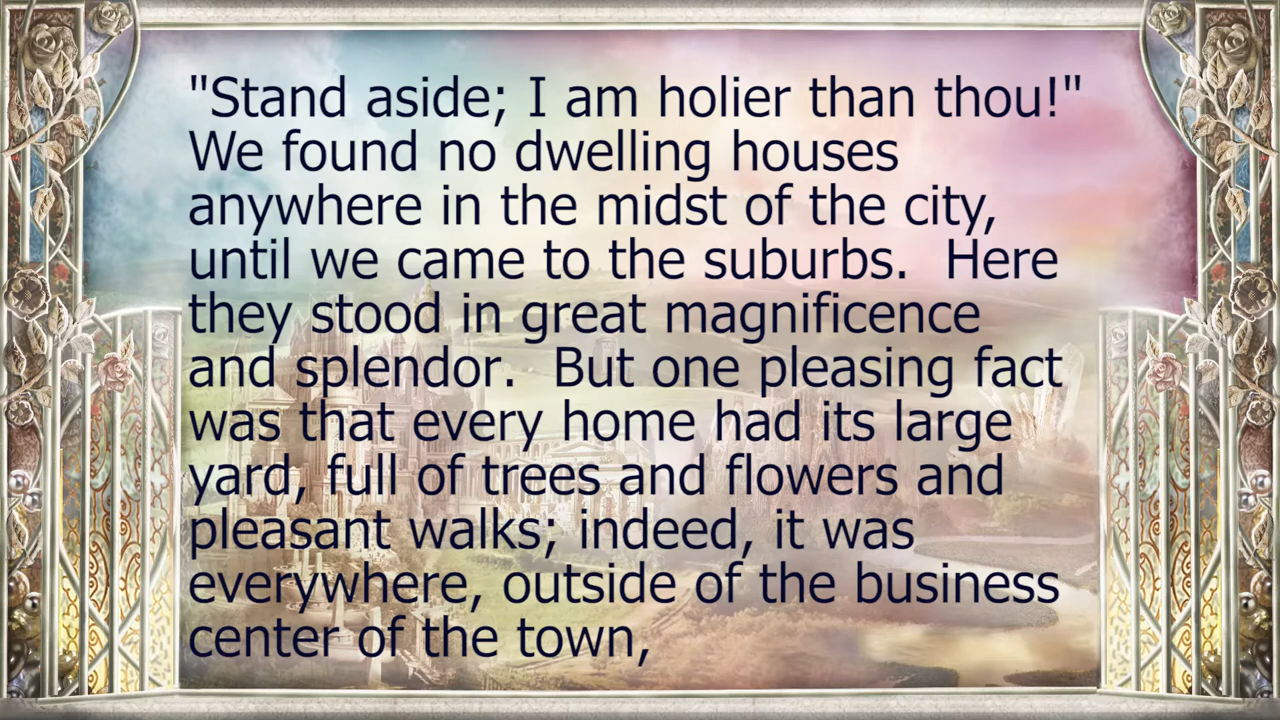 "Stand aside; I am holier than thou!"
We found no dwelling houses
anywhere in the midst of the city,
until we came to the suburbs.  Here
they stood in great magnificence
and splendor.  But one pleasing fact
was that every home had its large
yard, full of trees and flowers and
pleasant walks; indeed, it was
everywhere, outside of the business
center of the town,